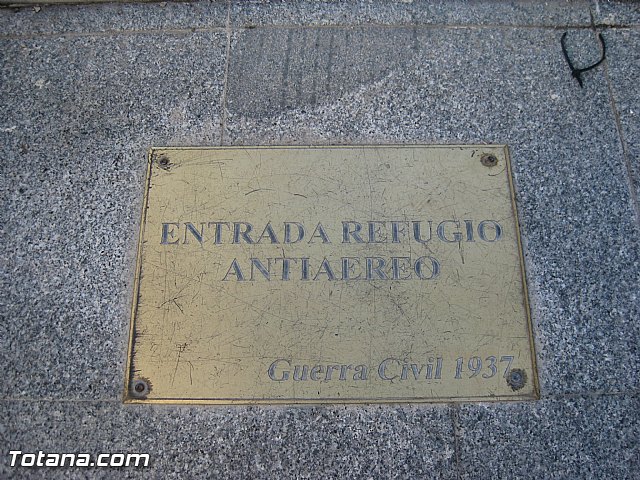 ENTRADA REFUGIO
ANTIAEREO
Guerra Civil 1937
Totana.com